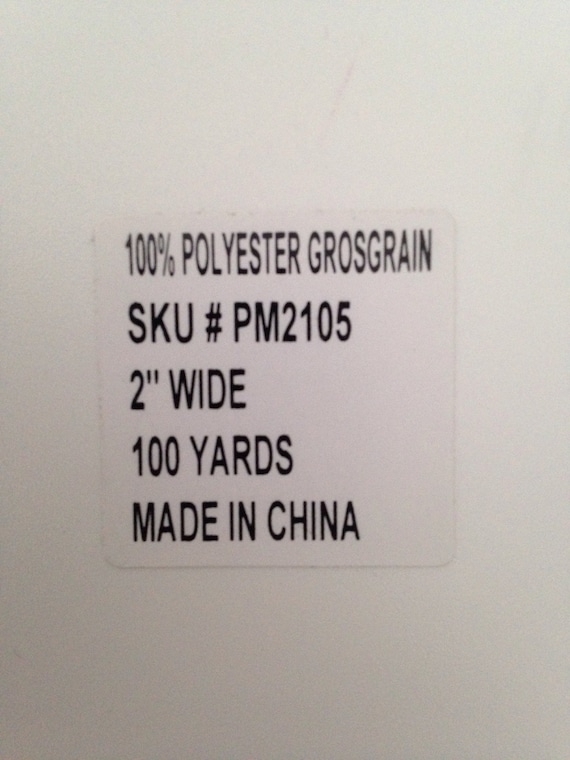 100% POLYESTER GROSGRAIN
SKU # PM2105
2" WIDE
100 YARDS
MADE IN CHINA